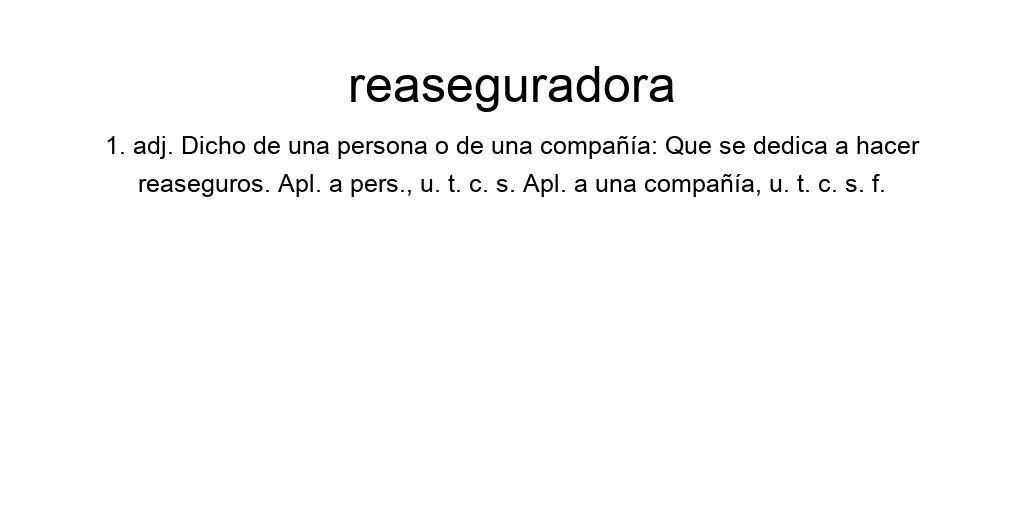 reaseguradora
1. adj. Dicho de una persona o de una compañía: Que se dedica a hacer
reaseguros. Apl. a pers., u. t. c. s. Apl. a una compañía, u. t. c. s. f.